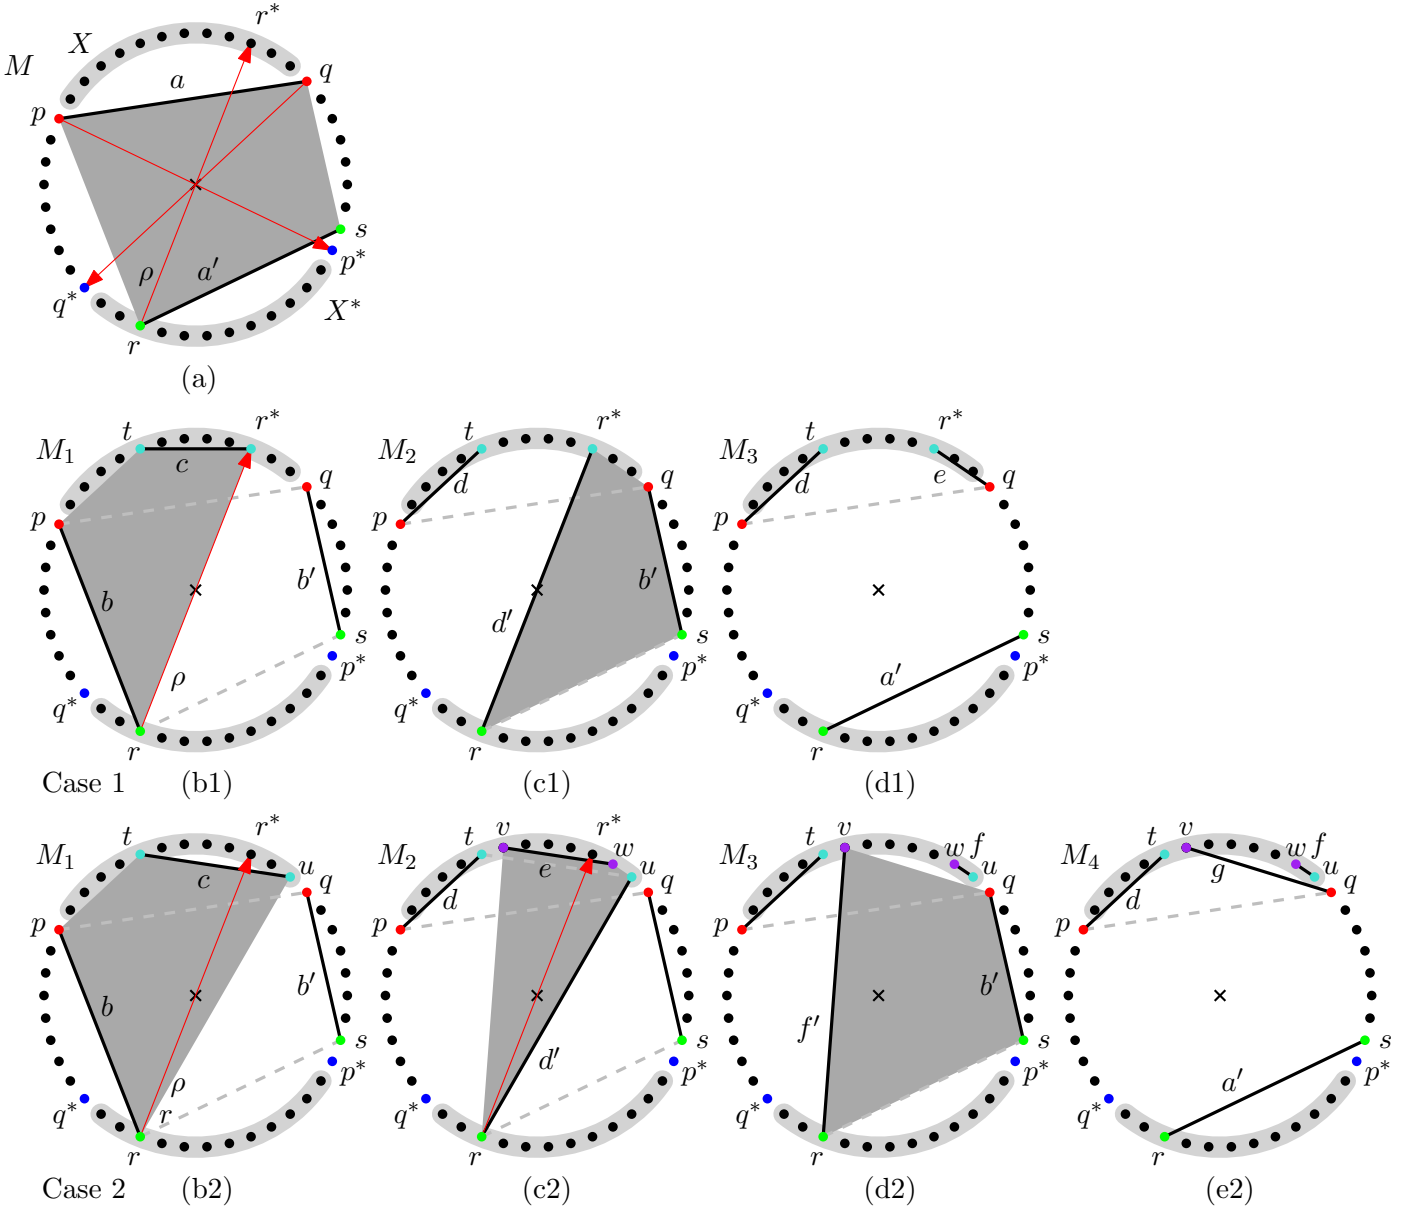 r*
X
M
q
a
p
s
p*
ρ
a′
q*
X*
r
(a)
t r* t r* t r*
M₁ M₂ M₃
c q d q d e q
p p p
b b′ d′ b′
s s s
ρ p* p* a′ p*
q* q* q*
r r r
Case 1 (b1) (c1) (d1)
t r* t v r* t v t v
M₁ M₂ w M₃ w f M₄ w f
c u q d e u q u q d g u q
p p p p
b b′ d′ f′ b′
s s s s
ρ r p* p* p* a′ p*
q* q* q* q*
r r r r
Case 2 (b2) (c2) (d2) (e2)